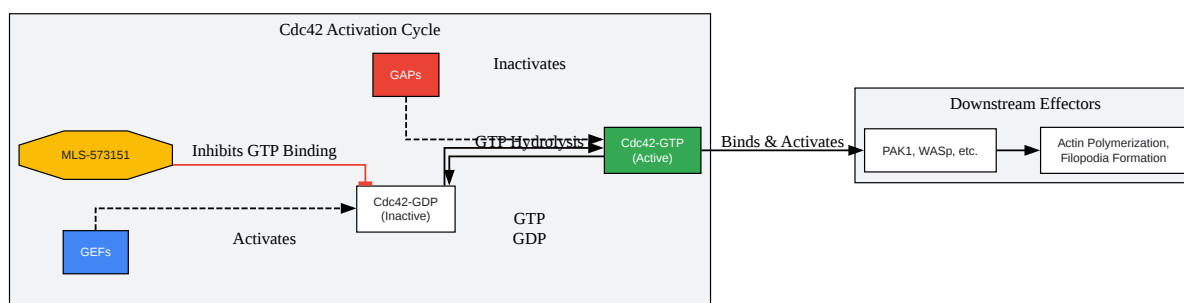 Cdc42 Activation Cycle
GAPs
Inactivates
MLS-573151
Inhibits GTP Binding
GTP Hydrolysis
Cdc42-GTP
(Active)
Binds & Activates
Cdc42-GDP
(Inactive)
GEFs
Activates
GTP
GDP
Downstream Effectors
PAK1, WASp, etc.
Actin Polymerization,
Filopodia Formation